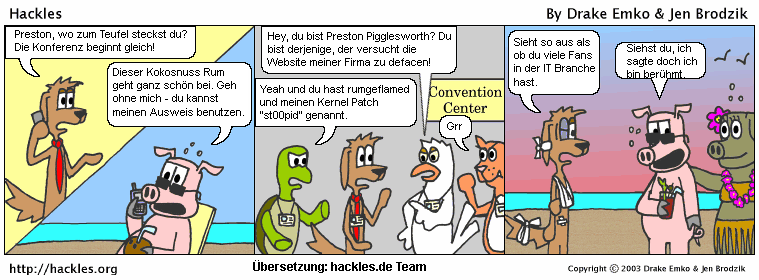 Hackles
By Drake Emko & Jen Brodzik
Preston, wo zum Teufel steckst du?
Die Konferenz beginnt gleich!
Dieser Kokosnuss Rum
geht ganz schön bei. Geh
ohne mich - du kannst
meinen Ausweis benutzen.
Hey, du bist Preston Pigglesworth? Du
bist derjenige, der versucht die
Website meiner Firma zu defacen!
Yeah und du hast rumgeflamed
und meinen Kernel Patch
"st00pid" genannt.
Convention
Center
Grr
Sieht so aus als
ob du viele Fans
in der IT Branche
hast.
Siehst du, ich
sagte doch ich
bin berühmt.
http://hackles.org
Übersetzung: hackles.de Team
Copyright © 2003 Drake Emko & Jen Brodzik